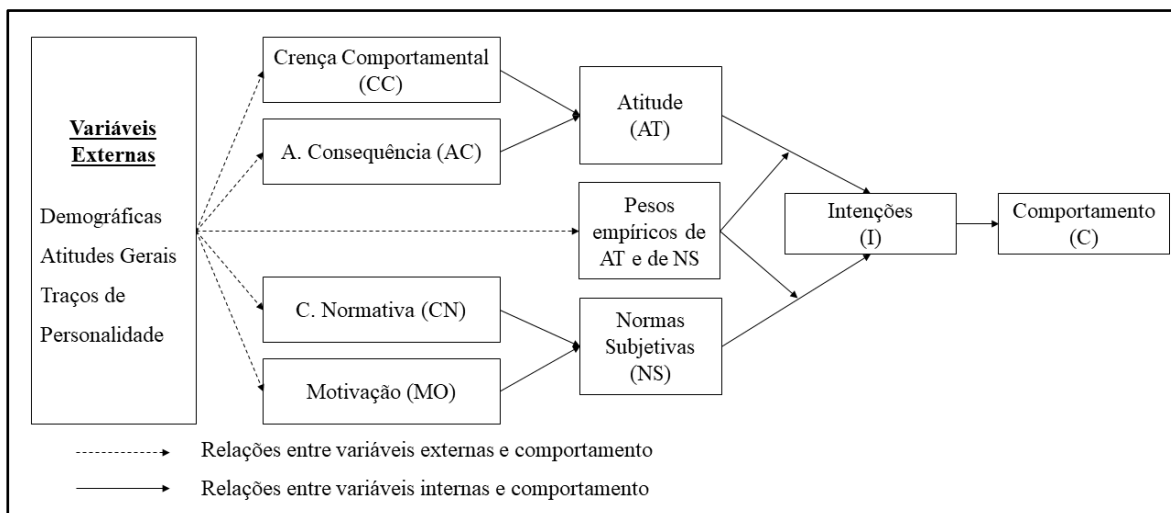 Variáveis
Externas
Demográficas
Atitudes Gerais
Traços de
Personalidade
Crença Comportamental
(CC)
A. Consequência (AC)
C. Normativa (CN)
Motivação (MO)
Atitude
(AT)
Pesos
empíricos de
AT e de NS
Normas
Subjetivas
(NS)
Intenções
(I)
Comportamento
(C)
Relações entre variáveis externas e comportamento
Relações entre variáveis internas e comportamento